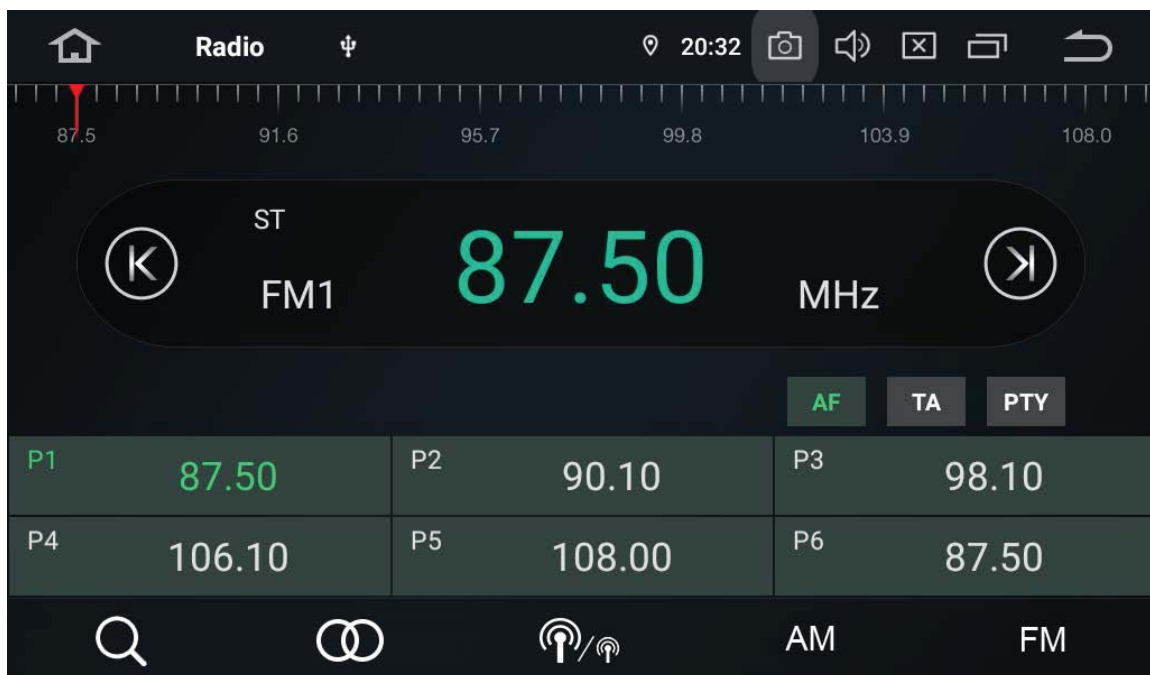 Radio 20:32
87.5 91.6 95.7 99.8 103.9 108.0
ST
FM1 87.50 MHz
AF TA PTY
P1 87.50 P2 90.10 P3 98.10
P4 106.10 P5 108.00 P6 87.50
AM FM